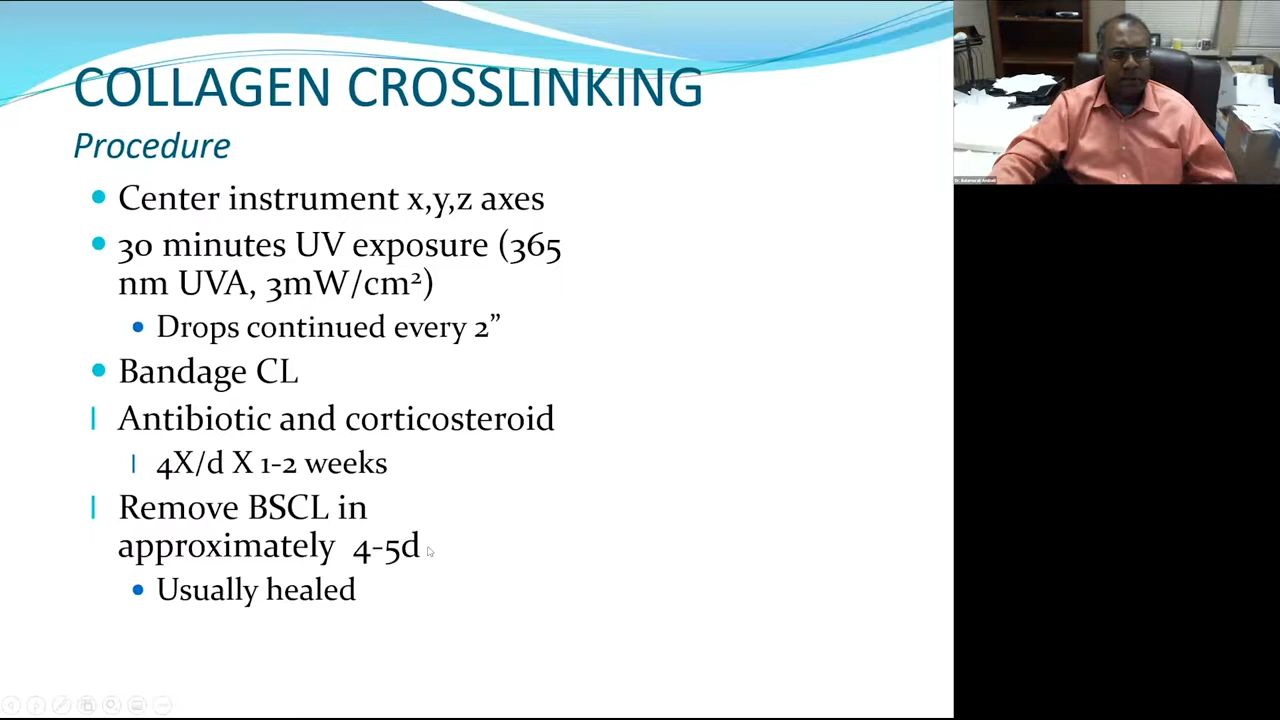 COLLAGEN CROSSLINKING
Procedure
Center instrument x,y,z axes
30 minutes UV exposure (365
nm UVA, 3mW/cm²)
Drops continued every 2”
Bandage CL
Antibiotic and corticosteroid
4X/d X 1-2 weeks
Remove BSCL in
approximately 4-5d
Usually healed